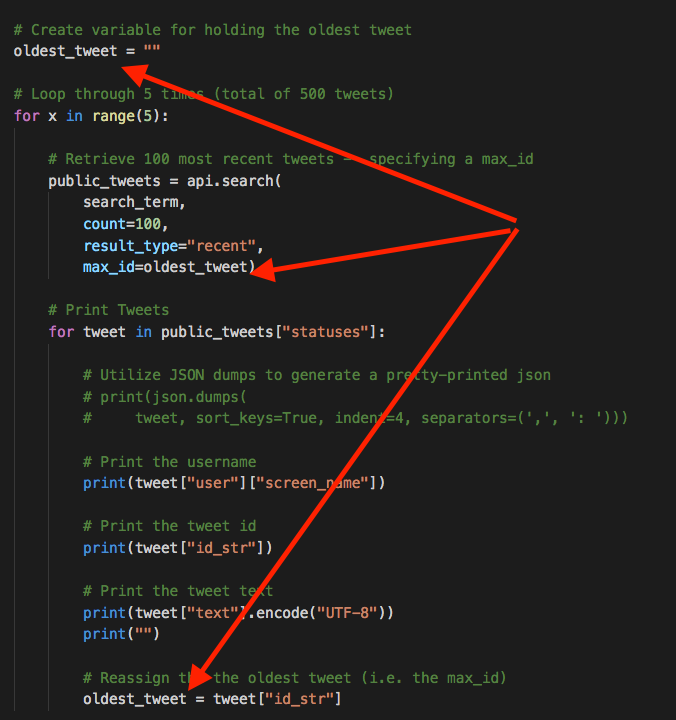 # Create variable for holding the oldest tweet
oldest_tweet = ""
# Loop through 5 times (total of 500 tweets)
for x in range(5):
# Retrieve 100 most recent tweets -- specifying a max_id
public_tweets = api.search(
search_term,
count=100,
result_type="recent",
max_id=oldest_tweet)
# Print Tweets
for tweet in public_tweets["statuses"]:
# Utilize JSON dumps to generate a pretty-printed json
# print(json.dumps(
#     tweet, sort_keys=True, indent=4, separators=(',', ': ')))
# Print the username
print(tweet["user"]["screen_name"])
# Print the tweet id
print(tweet["id_str"])
# Print the tweet text
print(tweet["text"].encode("UTF-8"))
print("")
# Reassign the the oldest tweet (i.e. the max_id)
oldest_tweet = tweet["id_str"]